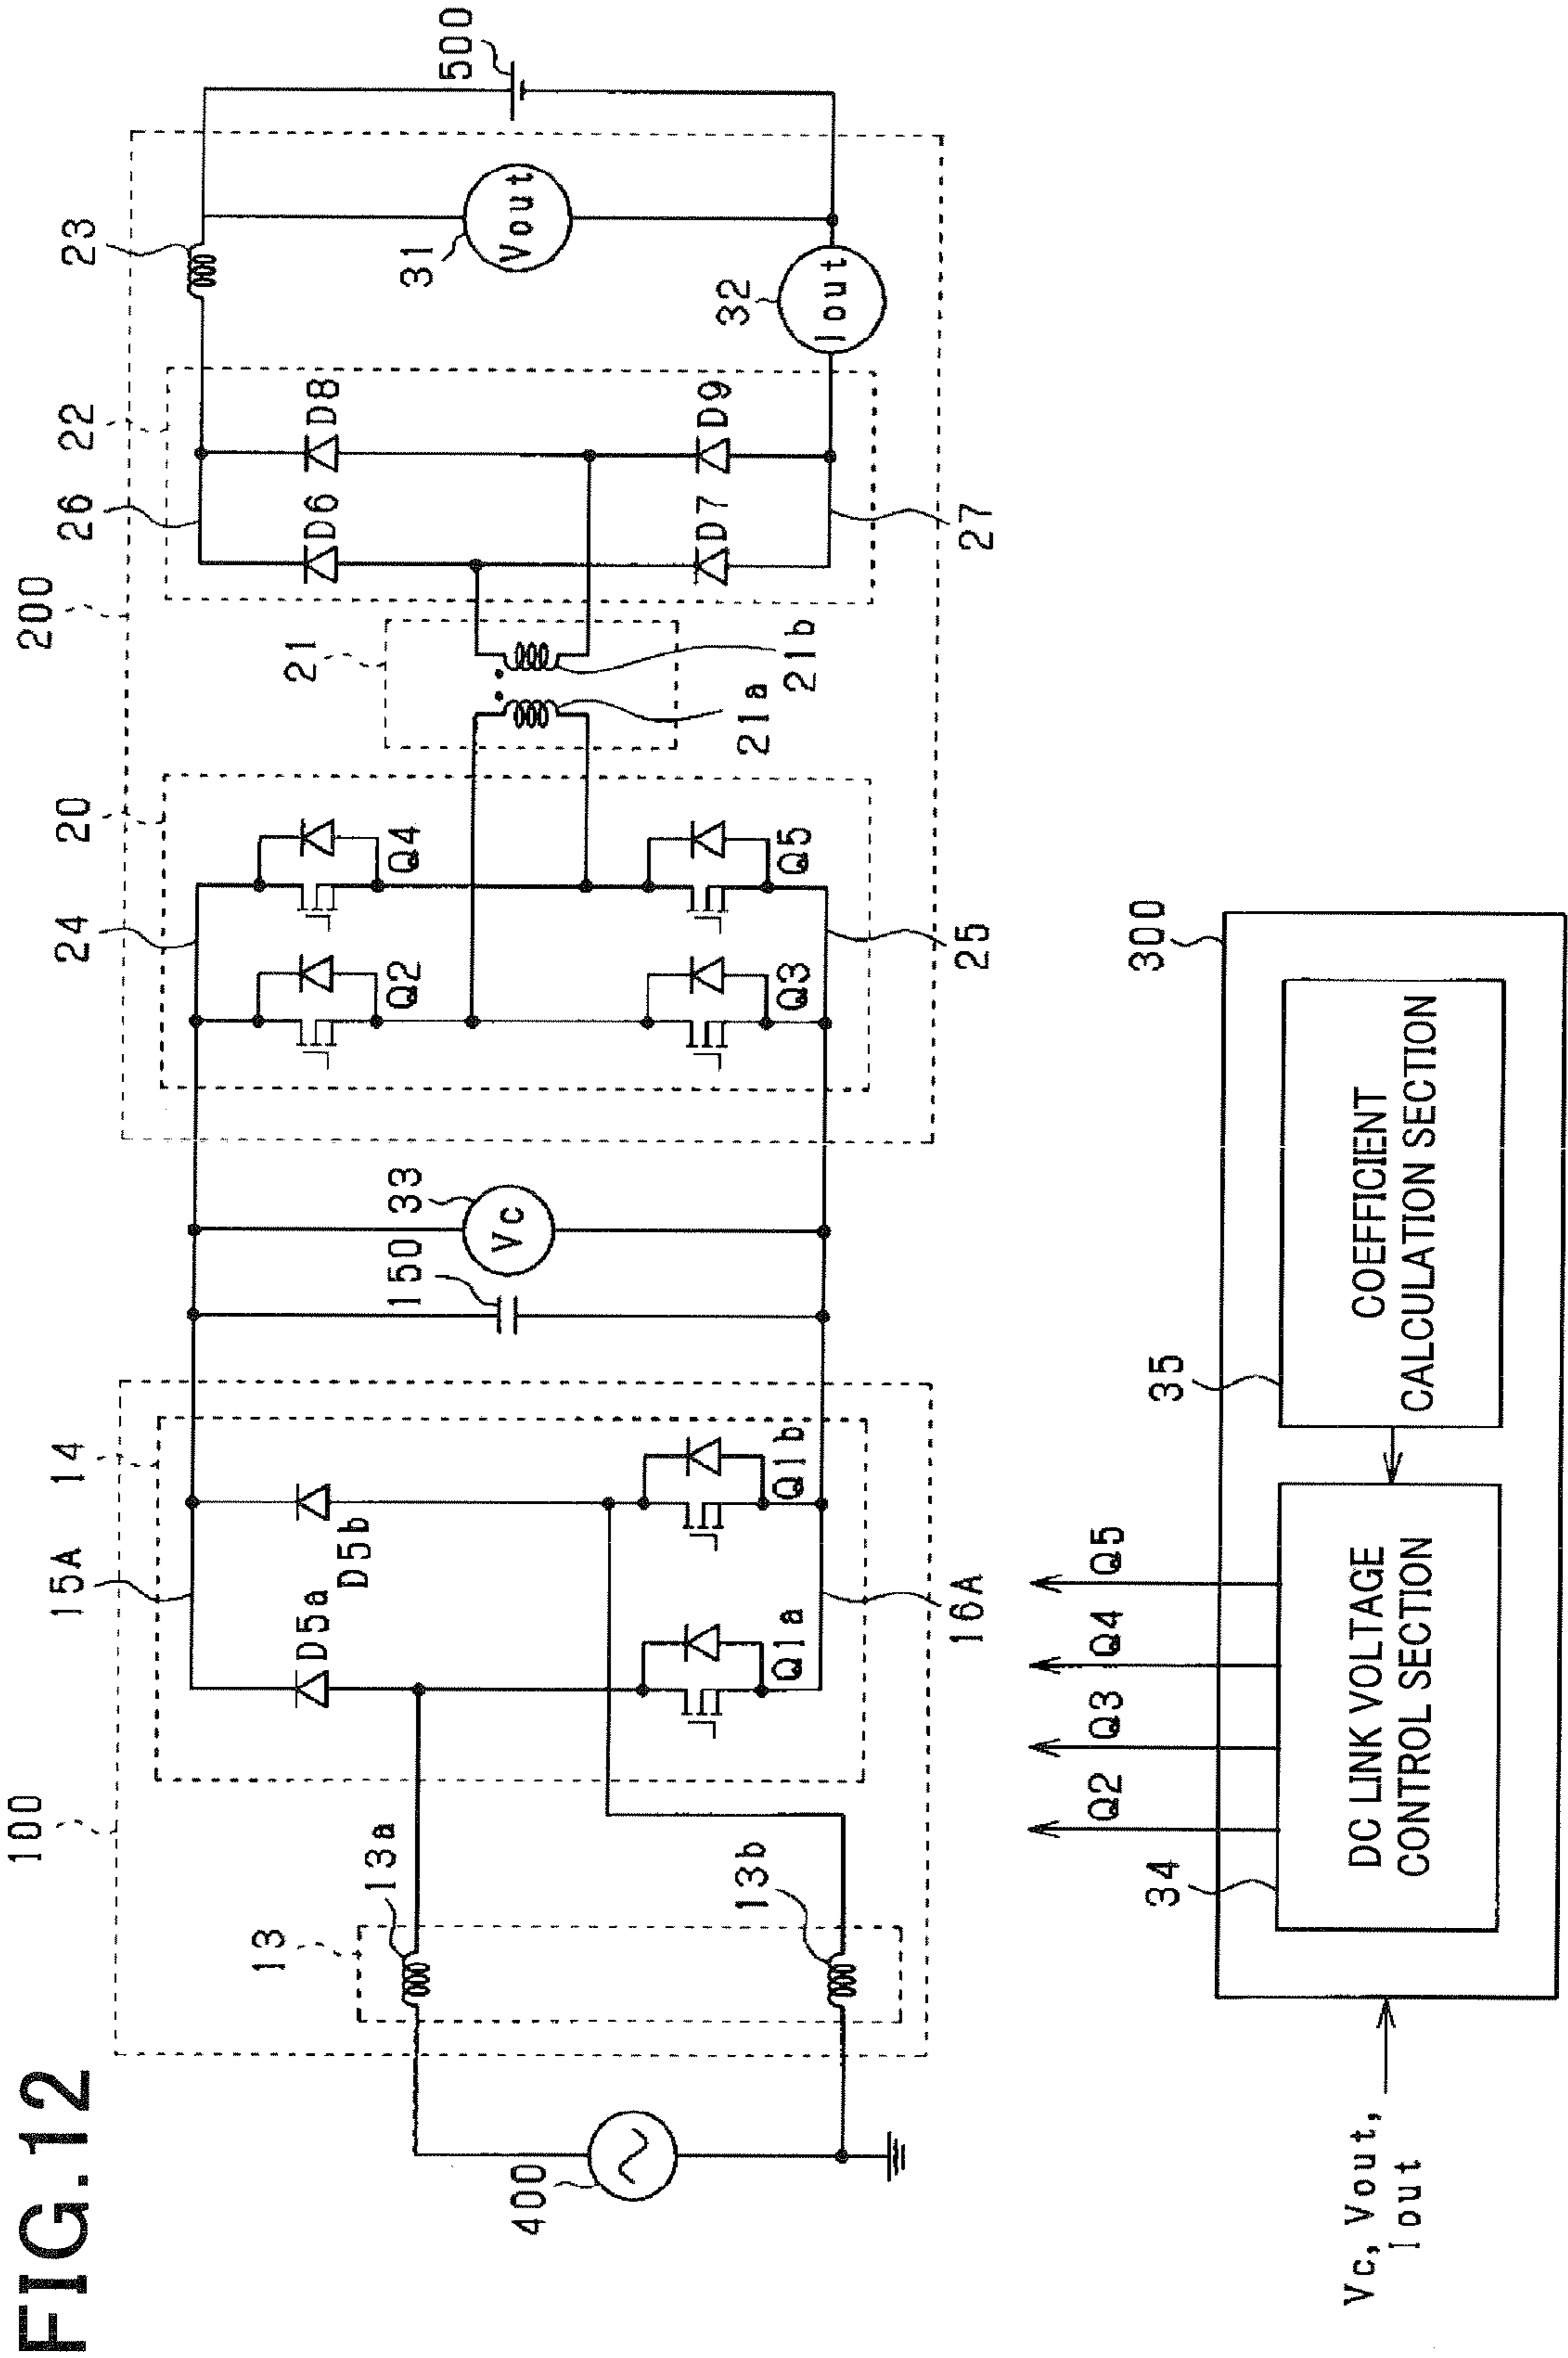 FIG.12
100
200
13
13a
13b
14
15A
D5a
D5b
Q1a
Q1b
16A
400
150
33
Vc
20
24
Q2
Q4
Q3
Q5
25
21
21a
21b
22
26
D6
D8
D7
D9
27
23
31
Vout
32
Iout
500
Vc, Vout,
Iout
300
34
Q2
Q3
Q4
Q5
DC LINK VOLTAGE
CONTROL SECTION
35
COEFFICIENT
CALCULATION SECTION